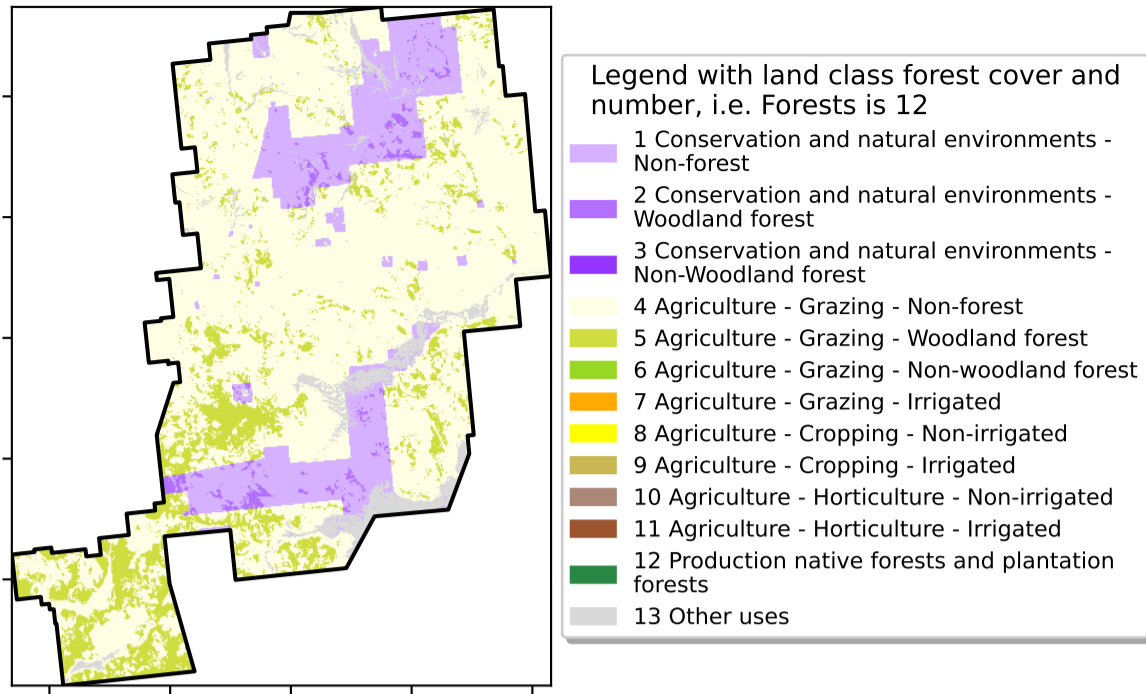 Legend with land class forest cover and
number, i.e. Forests is 12
1 Conservation and natural environments -
Non-forest
2 Conservation and natural environments -
Woodland forest
3 Conservation and natural environments -
Non-Woodland forest
4 Agriculture - Grazing - Non-forest
5 Agriculture - Grazing - Woodland forest
6 Agriculture - Grazing - Non-woodland forest
7 Agriculture - Grazing - Irrigated
8 Agriculture - Cropping - Non-irrigated
9 Agriculture - Cropping - Irrigated
10 Agriculture - Horticulture - Non-irrigated
11 Agriculture - Horticulture - Irrigated
12 Production native forests and plantation
forests
13 Other uses